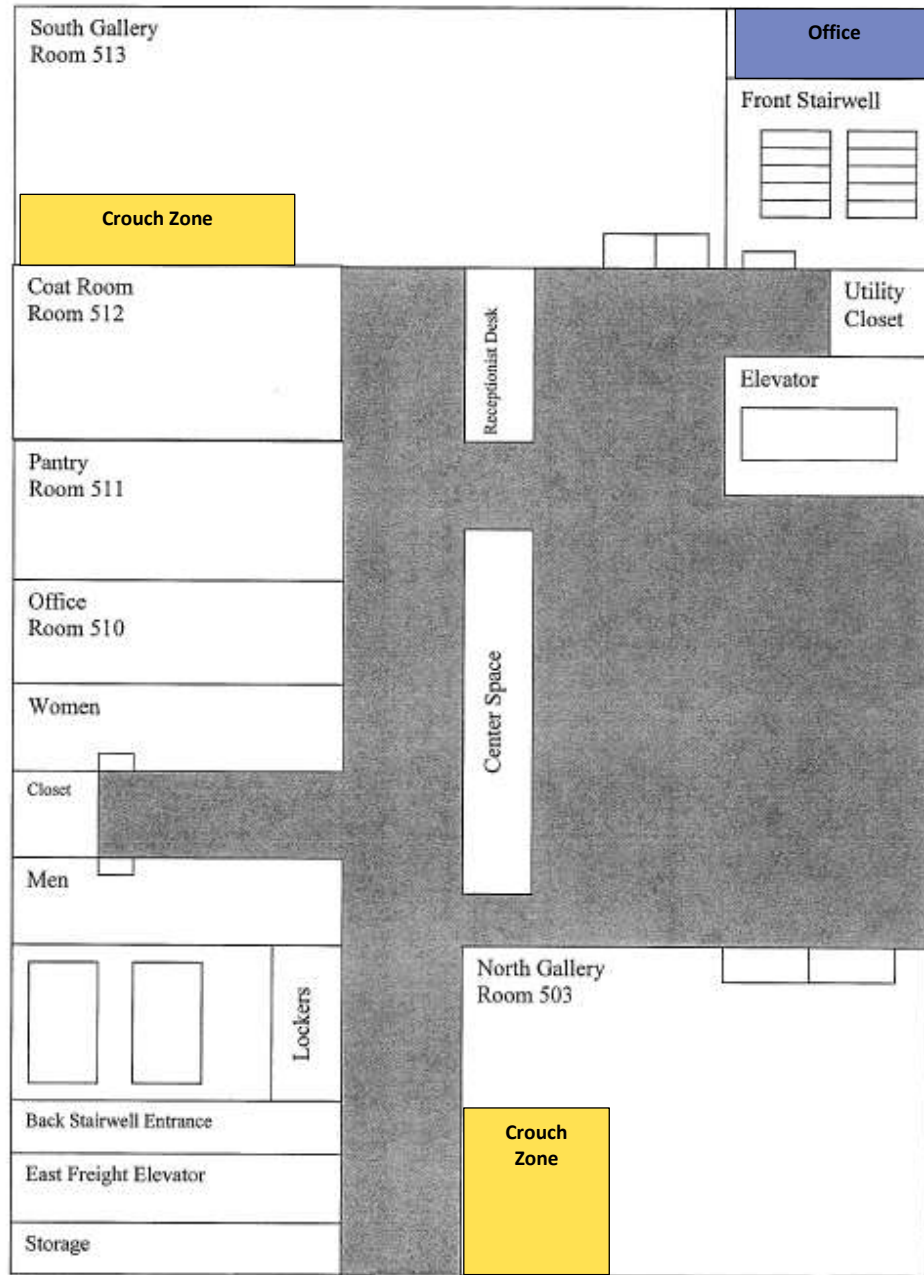 South Gallery
Room 513
Office
Front Stairwell
Crouch Zone
Coat Room
Room 512
Receptionist Desk
Utility
Closet
Elevator
Pantry
Room 511
Office
Room 510
Center Space
Women
Closet
Men
North Gallery
Room 503
Lockers
Back Stairwell Entrance
Crouch
Zone
East Freight Elevator
Storage